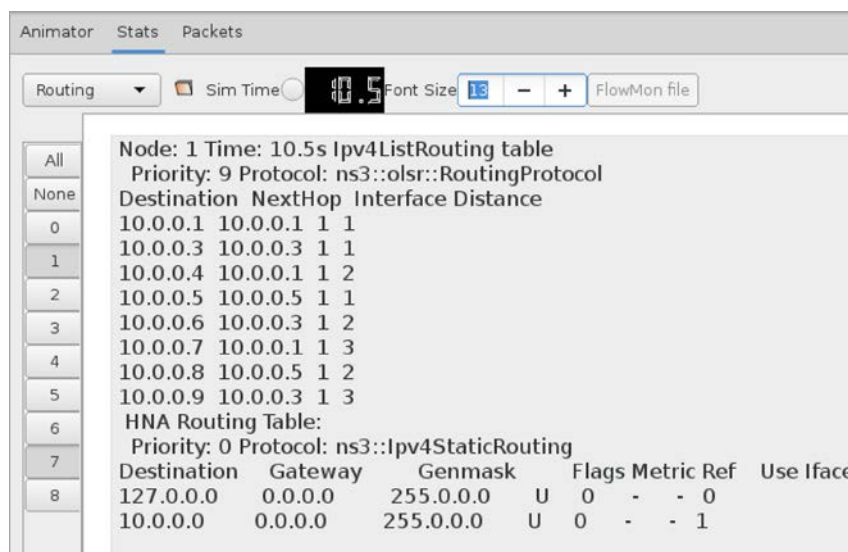 Animator Stats Packets
Routing Sim Time 10.5 Font Size 13 − + FlowMon file
All
None
0
1
2
3
4
5
6
7
8
Node: 1 Time: 10.5s Ipv4ListRouting table
Priority: 9 Protocol: ns3::olsr::RoutingProtocol
Destination NextHop Interface Distance
10.0.0.1 10.0.0.1 1 1
10.0.0.3 10.0.0.3 1 1
10.0.0.4 10.0.0.1 1 2
10.0.0.5 10.0.0.5 1 1
10.0.0.6 10.0.0.3 1 2
10.0.0.7 10.0.0.1 1 3
10.0.0.8 10.0.0.5 1 2
10.0.0.9 10.0.0.3 1 3
HNA Routing Table:
Priority: 0 Protocol: ns3::Ipv4StaticRouting
Destination Gateway Genmask Flags Metric Ref Use Iface
127.0.0.0 0.0.0.0 255.0.0.0 U 0 - - 0
10.0.0.0 0.0.0.0 255.0.0.0 U 0 - - 1